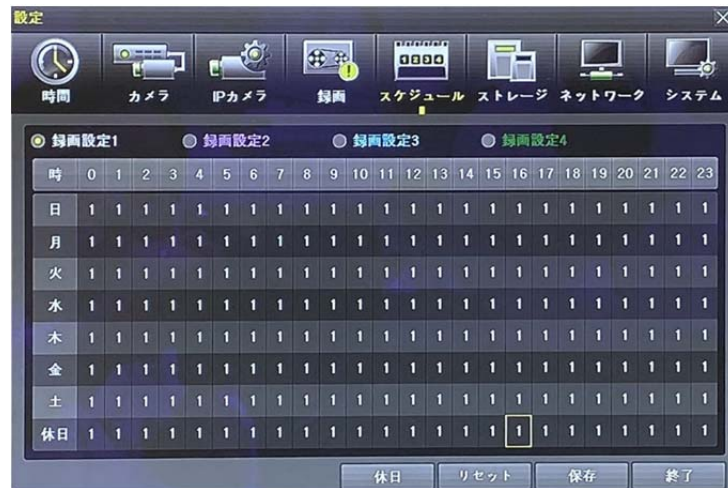 設定
時間 カメラ IPカメラ 録画 スケジュール ストレージ ネットワーク システム
録画設定1 録画設定2 録画設定3 録画設定4
時 0 1 2 3 4 5 6 7 8 9 10 11 12 13 14 15 16 17 18 19 20 21 22 23
日 1 1 1 1 1 1 1 1 1 1 1 1 1 1 1 1 1 1 1 1 1 1 1 1
月 1 1 1 1 1 1 1 1 1 1 1 1 1 1 1 1 1 1 1 1 1 1 1 1
火 1 1 1 1 1 1 1 1 1 1 1 1 1 1 1 1 1 1 1 1 1 1 1 1
水 1 1 1 1 1 1 1 1 1 1 1 1 1 1 1 1 1 1 1 1 1 1 1 1
木 1 1 1 1 1 1 1 1 1 1 1 1 1 1 1 1 1 1 1 1 1 1 1 1
金 1 1 1 1 1 1 1 1 1 1 1 1 1 1 1 1 1 1 1 1 1 1 1 1
土 1 1 1 1 1 1 1 1 1 1 1 1 1 1 1 1 1 1 1 1 1 1 1 1
休日 1 1 1 1 1 1 1 1 1 1 1 1 1 1 1 1 1 1 1 1 1 1 1 1
休日 リセット 保存 終了